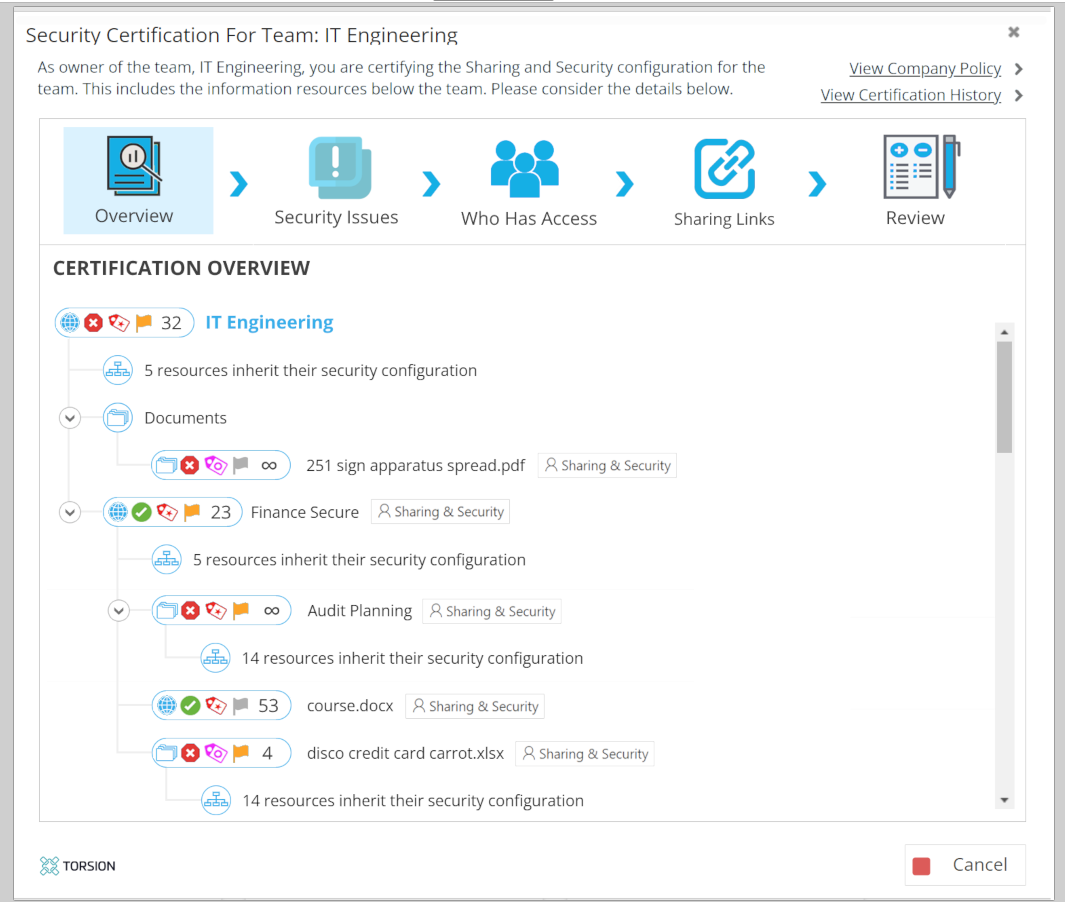 Security Certification For Team: IT Engineering
As owner of the team, IT Engineering, you are certifying the Sharing and Security configuration for the
team. This includes the information resources below the team. Please consider the details below.
View Company Policy
View Certification History
Overview
Security Issues
Who Has Access
Sharing Links
Review
CERTIFICATION OVERVIEW
32 IT Engineering
5 resources inherit their security configuration
Documents
∞ 251 sign apparatus spread.pdf Sharing & Security
23 Finance Secure Sharing & Security
5 resources inherit their security configuration
∞ Audit Planning Sharing & Security
14 resources inherit their security configuration
53 course.docx Sharing & Security
4 disco credit card carrot.xlsx Sharing & Security
14 resources inherit their security configuration
TORSION
Cancel